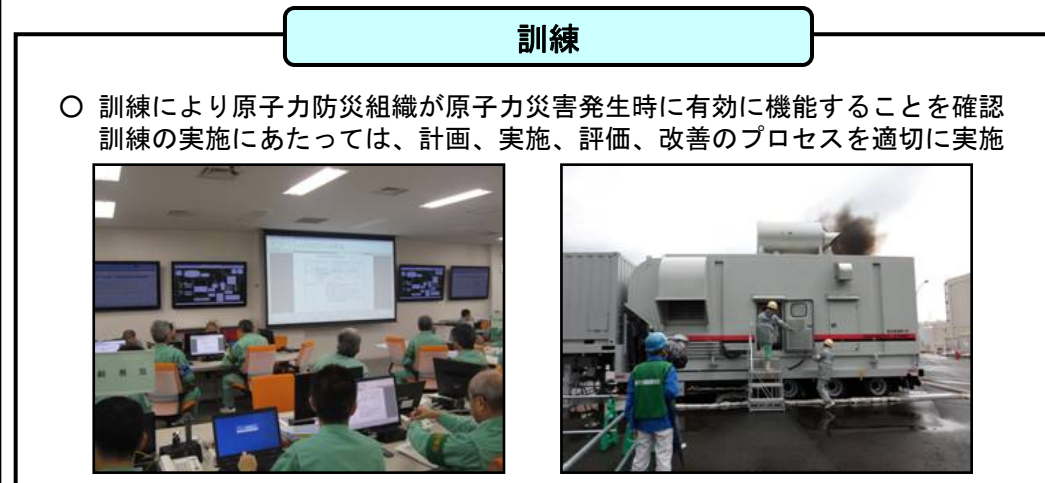 訓練
〇 訓練により原子力防災組織が原子力災害発生時に有効に機能することを確認
訓練の実施にあたっては、計画、実施、評価、改善のプロセスを適切に実施